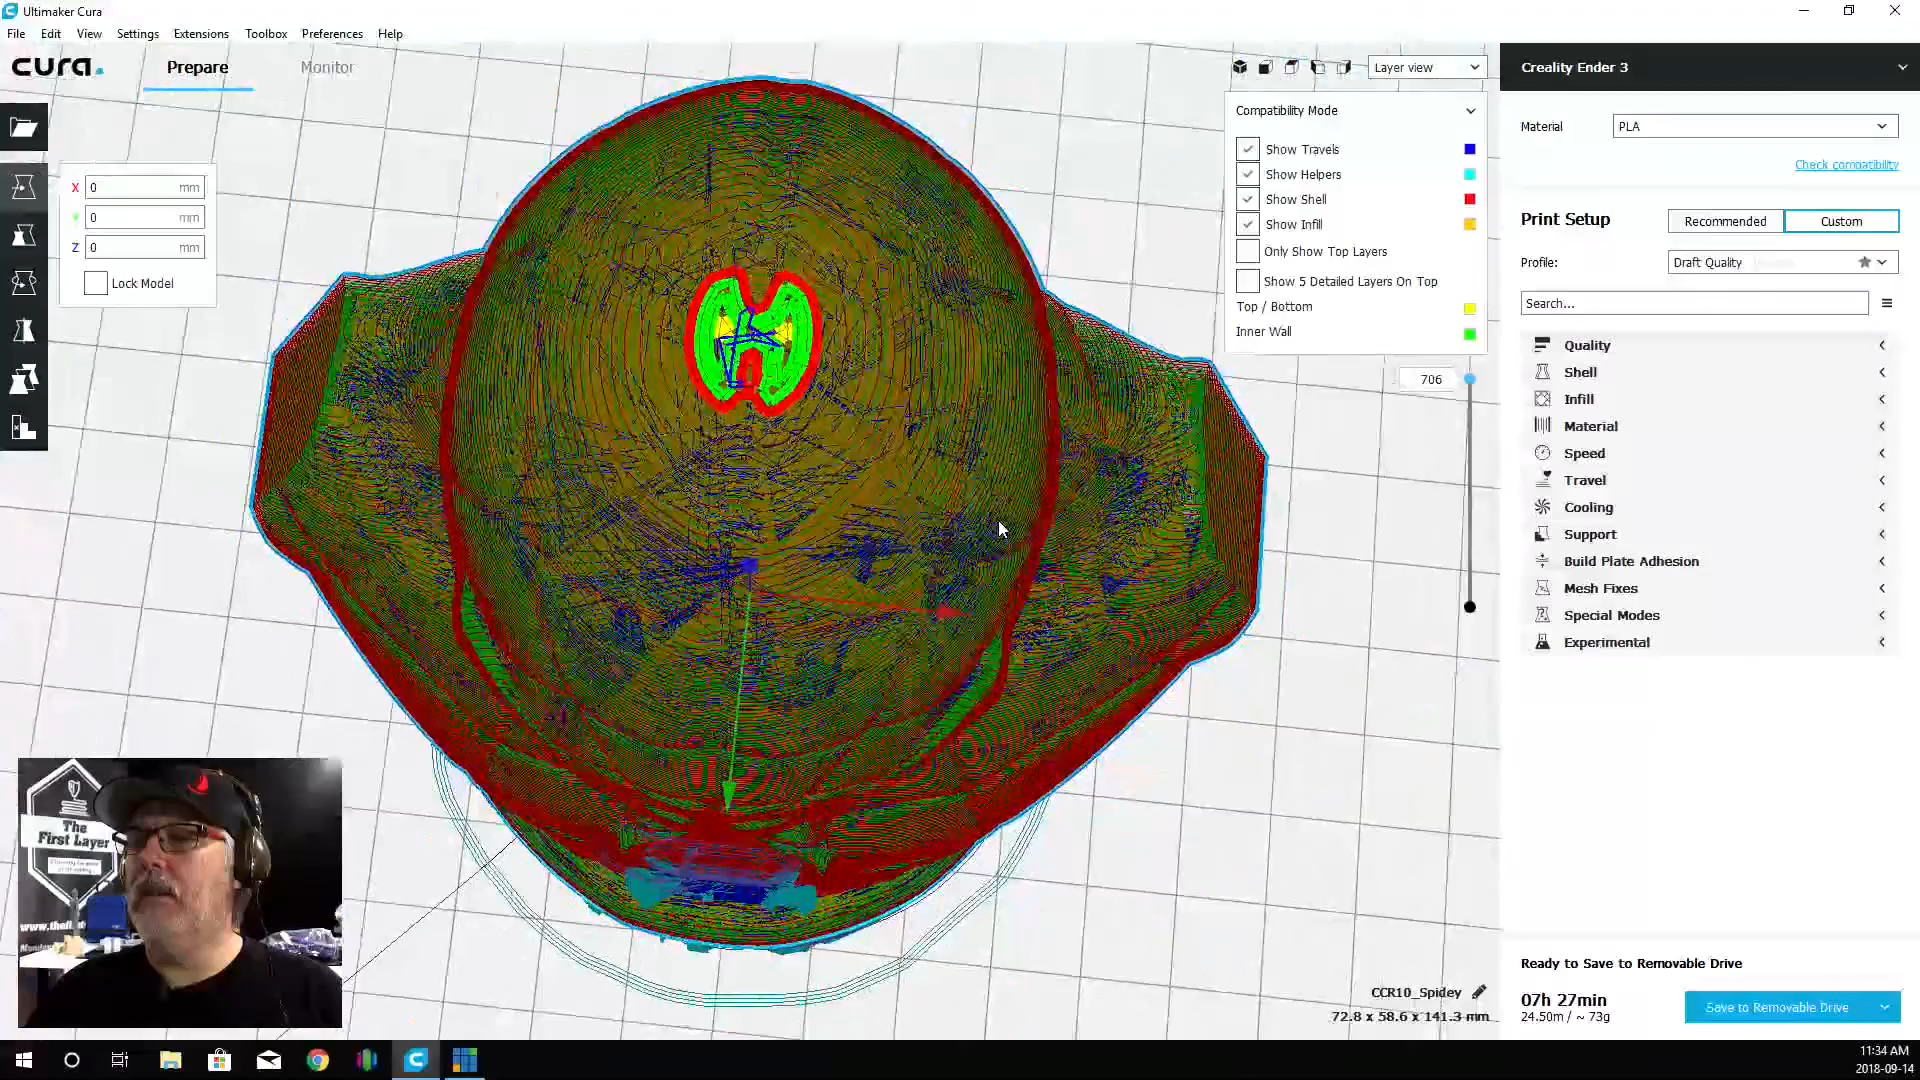 Ultimaker Cura
File Edit View Settings Extensions Toolbox Preferences Help
cura.
Prepare
Monitor
Layer view
Creality Ender 3
Compatibility Mode
Show Travels
Show Helpers
Show Shell
Show Infill
Only Show Top Layers
Show 5 Detailed Layers On Top
Top / Bottom
Inner Wall
706
X 0 mm
Y 0 mm
Z 0 mm
Lock Model
Material PLA
Check compatibility
Print Setup Recommended Custom
Profile: Draft Quality
Search...
Quality
Shell
Infill
Material
Speed
Travel
Cooling
Support
Build Plate Adhesion
Mesh Fixes
Special Modes
Experimental
The
First Layer
CCR10_Spidey
72.8 x 58.6 x 141.3 mm
Ready to Save to Removable Drive
07h 27min
24.50m / ~ 73g
Save to Removable Drive
11:34 AM
2018-09-14